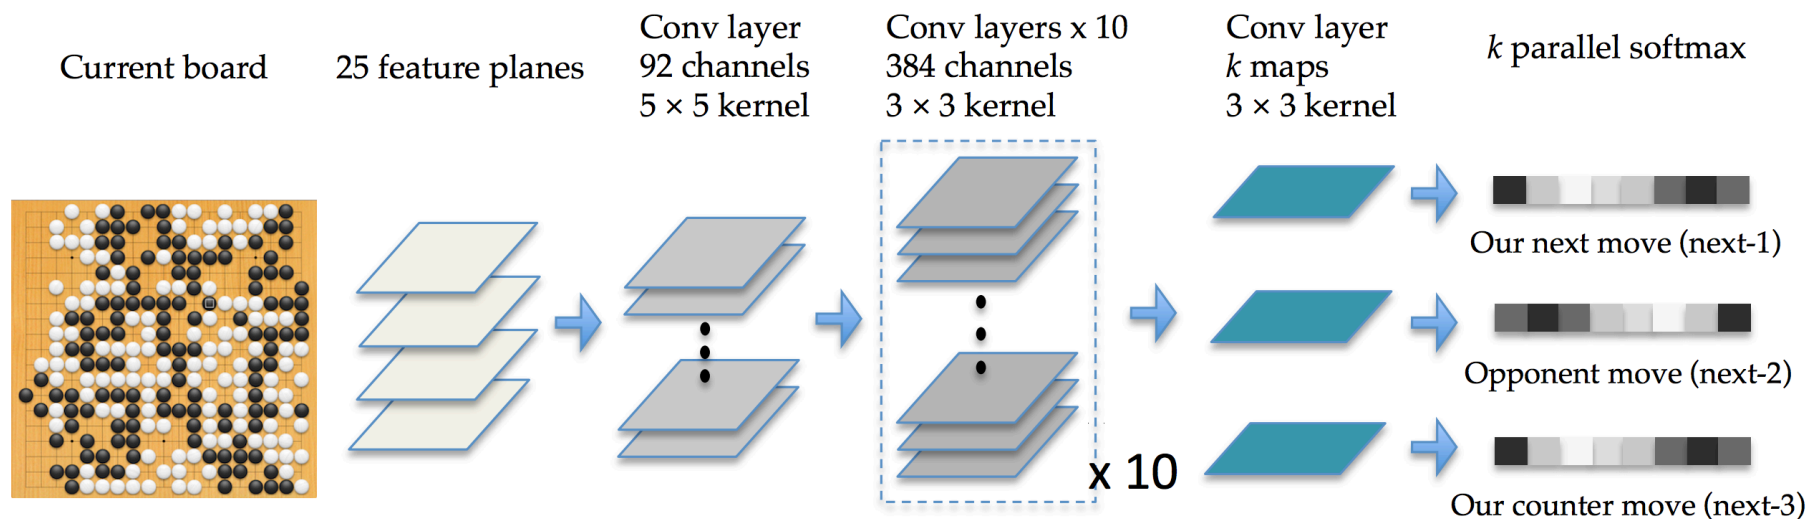 Current board
25 feature planes
Conv layer
92 channels
5 × 5 kernel
Conv layers x 10
384 channels
3 × 3 kernel
Conv layer
k maps
3 × 3 kernel
k parallel softmax
Our next move (next-1)
Opponent move (next-2)
x 10
Our counter move (next-3)